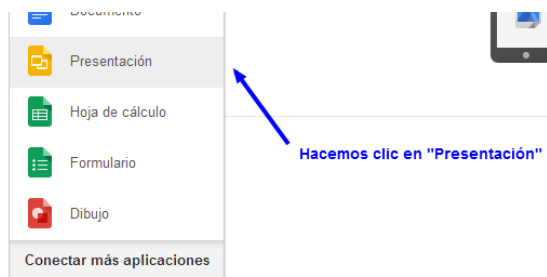 Documento
Presentación
Hoja de cálculo
Hacemos clic en "Presentación"
Formulario
Dibujo
Conectar más aplicaciones